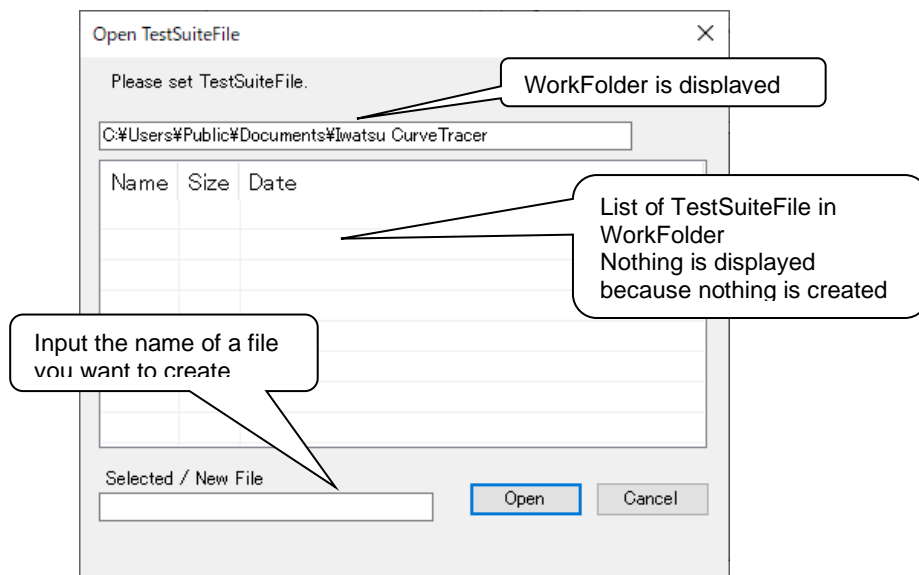 Open TestSuiteFile
Please set TestSuiteFile.
WorkFolder is displayed
C:¥Users¥Public¥Documents¥Iwatsu CurveTracer
Name Size Date
List of TestSuiteFile in
WorkFolder
Nothing is displayed
because nothing is created
Input the name of a file
you want to create
Selected / New File
Open Cancel